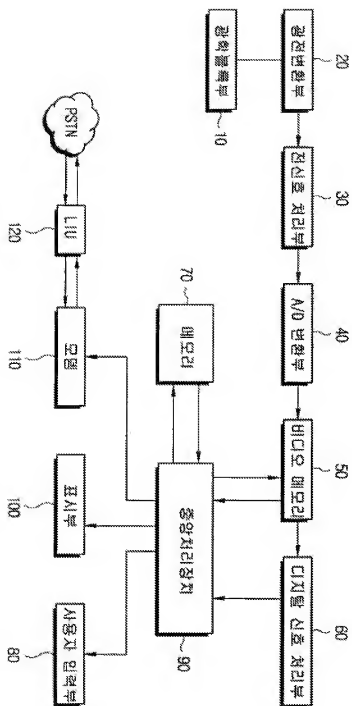 20
30
40
50
60
광전변환부
전신호 처리부
A/D 변환부
비디오 메모리
디지탈 신호 처리부
광학블록부
10
70
메모리
중앙처리장치
90
PSTN
LIU
120
모뎀
110
표시부
100
사용자 입력부
80